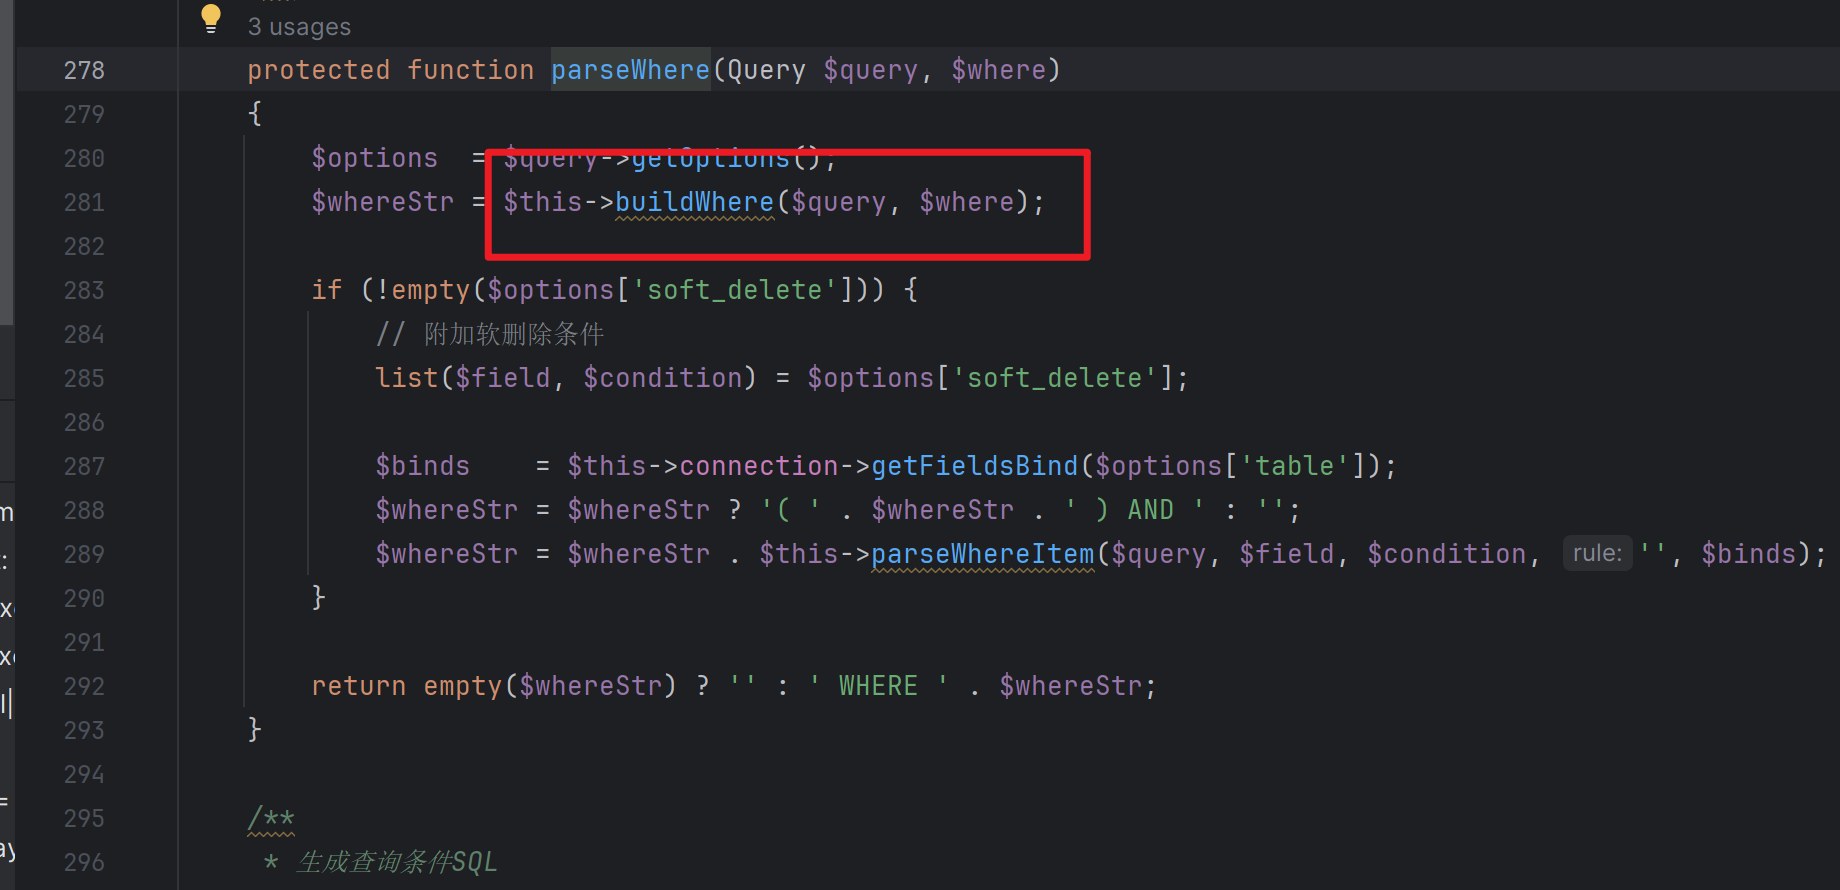 3 usages
278 protected function parseWhere(Query $query, $where)
279 {
280 $options = $query->getOptions();
281 $whereStr = $this->buildWhere($query, $where);
282
283 if (!empty($options['soft_delete'])) {
284 // 附加软删除条件
285 list($field, $condition) = $options['soft_delete'];
286
287 $binds = $this->connection->getFieldsBind($options['table']);
288 $whereStr = $whereStr ? '( ' . $whereStr . ' ) AND ' : '';
289 $whereStr = $whereStr . $this->parseWhereItem($query, $field, $condition, rule: '', $binds);
290 }
291
292 return empty($whereStr) ? '' : ' WHERE ' . $whereStr;
293 }
294
295 /**
296 * 生成查询条件SQL